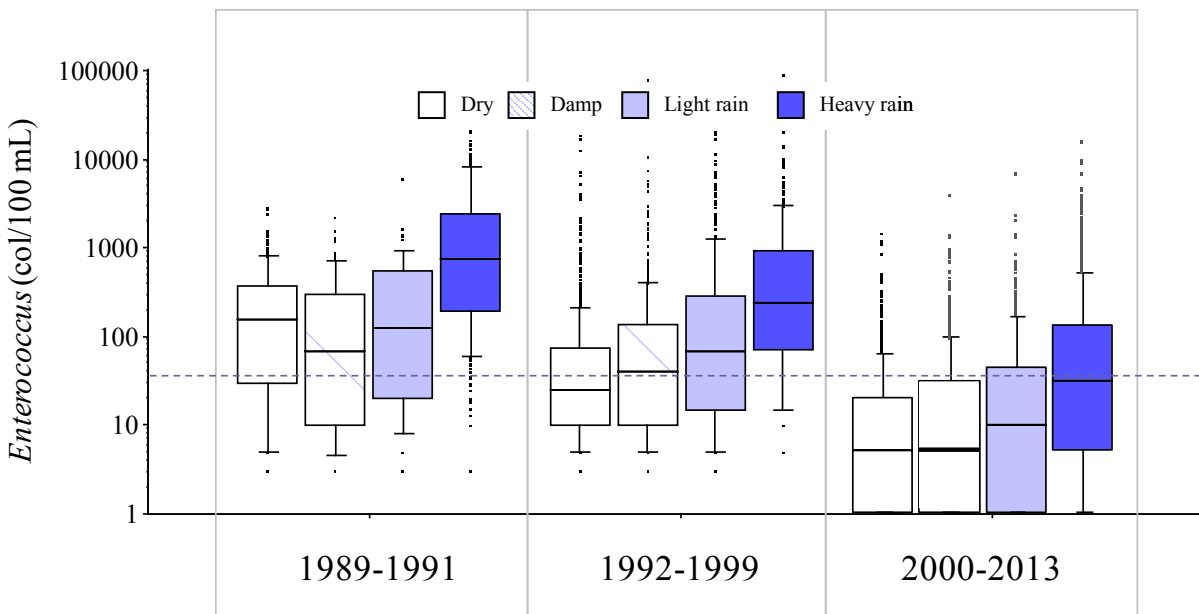 Enterococcus (col/100 mL)
100000
10000
1000
100
10
1
Dry
Damp
Light rain
Heavy rain
1989-1991
1992-1999
2000-2013